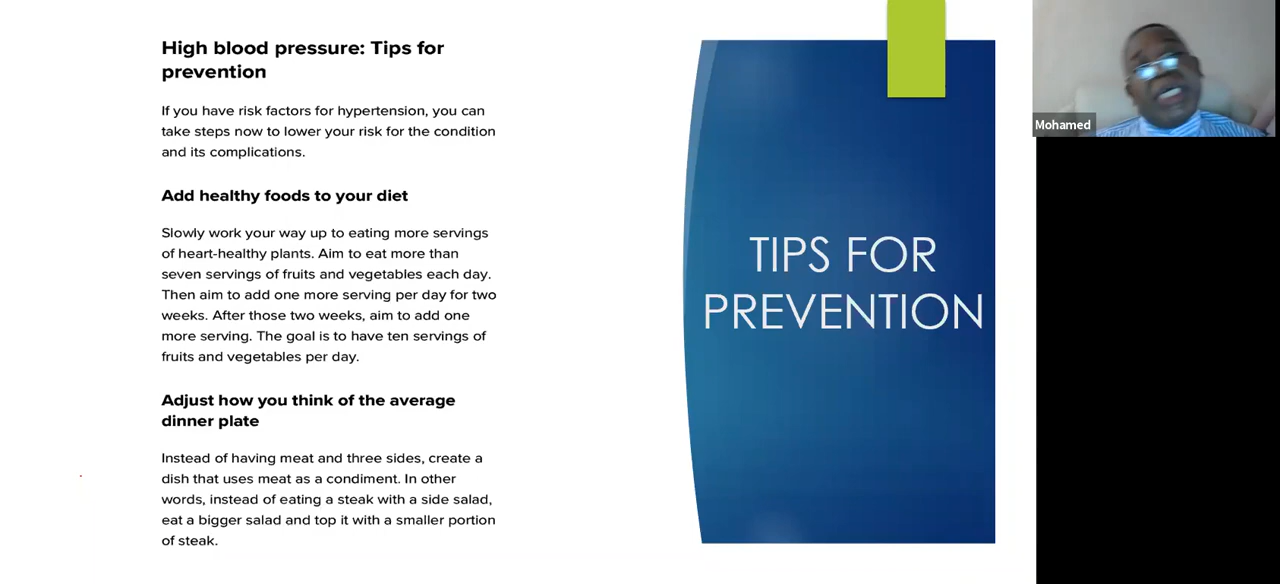 High blood pressure: Tips for
prevention
If you have risk factors for hypertension, you can
take steps now to lower your risk for the condition
and its complications.
Add healthy foods to your diet
Slowly work your way up to eating more servings
of heart-healthy plants. Aim to eat more than
seven servings of fruits and vegetables each day.
Then aim to add one more serving per day for two
weeks. After those two weeks, aim to add one
more serving. The goal is to have ten servings of
fruits and vegetables per day.
Adjust how you think of the average
dinner plate
Instead of having meat and three sides, create a
dish that uses meat as a condiment. In other
words, instead of eating a steak with a side salad,
eat a bigger salad and top it with a smaller portion
of steak.
TIPS FOR
PREVENTION
Mohamed